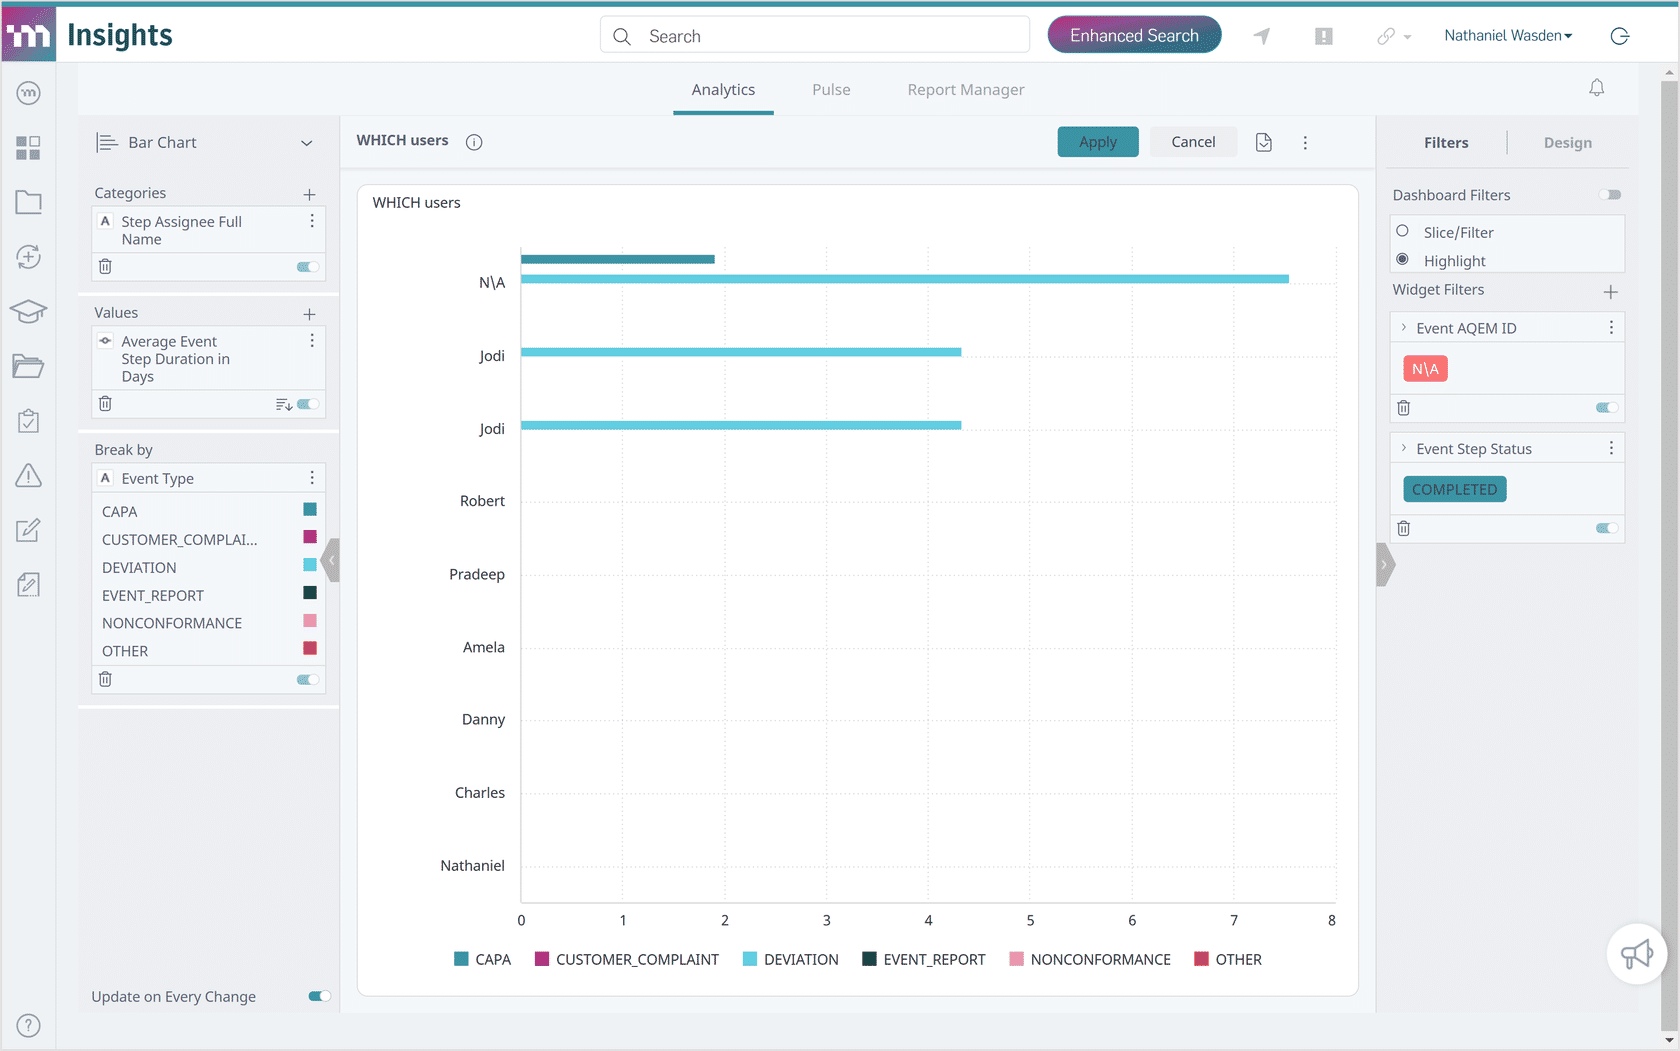 m Insights
Search
Enhanced Search
Nathaniel Wasden
m
Analytics
Pulse
Report Manager
Bar Chart
Categories
A Step Assignee Full
Name
Values
Average Event
Step Duration in
Days
Break by
A Event Type
CAPA
CUSTOMER_COMPLAI...
DEVIATION
EVENT_REPORT
NONCONFORMANCE
OTHER
Update on Every Change
?
WHICH users
Apply
Cancel
WHICH users
N\A
Jodi
Jodi
Robert
Pradeep
Amela
Danny
Charles
Nathaniel
0 1 2 3 4 5 6 7 8
CAPA CUSTOMER_COMPLAINT DEVIATION EVENT_REPORT NONCONFORMANCE OTHER
Filters
Design
Dashboard Filters
Slice/Filter
Highlight
Widget Filters
Event AQEM ID
N\A
Event Step Status
COMPLETED